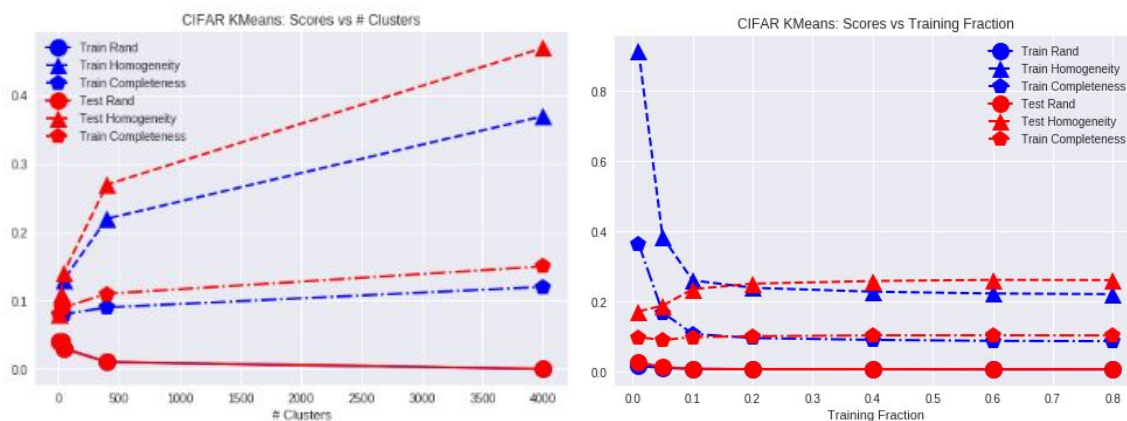 CIFAR KMeans: Scores vs # Clusters
Train Rand
Train Homogeneity
Train Completeness
Test Rand
Test Homogeneity
Train Completeness
0.4
0.3
0.2
0.1
0.0
0 500 1000 1500 2000 2500 3000 3500 4000
# Clusters
CIFAR KMeans: Scores vs Training Fraction
Train Rand
Train Homogeneity
Train Completeness
Test Rand
Test Homogeneity
Train Completeness
0.8
0.6
0.4
0.2
0.0
0.0 0.1 0.2 0.3 0.4 0.5 0.6 0.7 0.8
Training Fraction